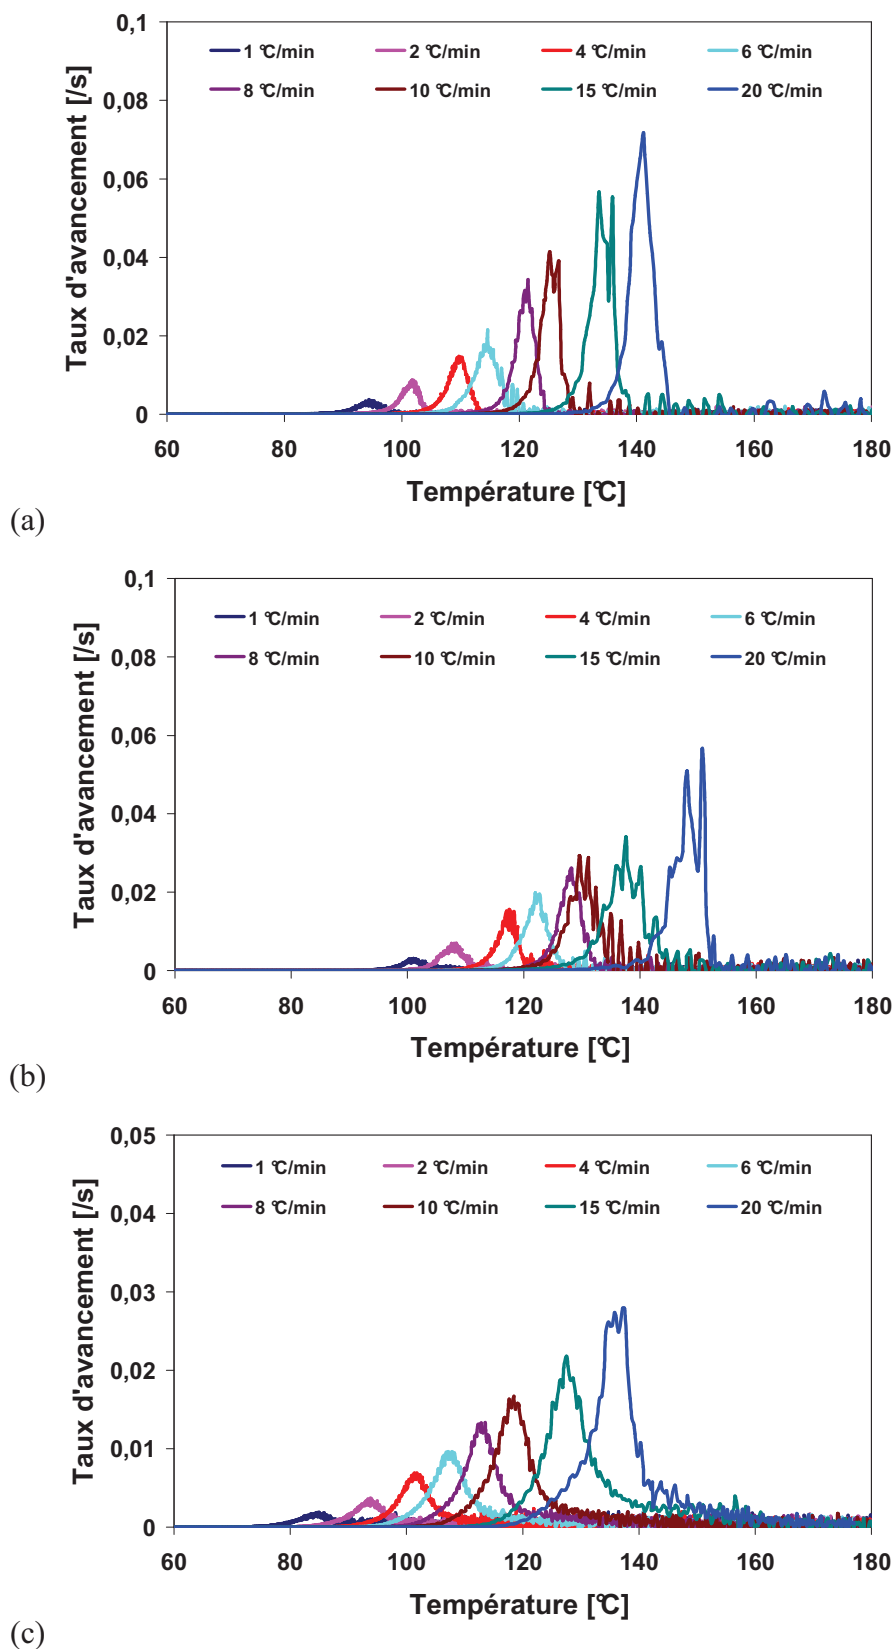 0,1
1 °C/min 2 °C/min 4 °C/min 6 °C/min
8 °C/min 10 °C/min 15 °C/min 20 °C/min
0,08
0,06
0,04
0,02
0
Taux d'avancement [/s]
60 80 100 120 140 160 180
Température [°C]
(a)
0,1
1 °C/min 2 °C/min 4 °C/min 6 °C/min
8 °C/min 10 °C/min 15 °C/min 20 °C/min
0,08
0,06
0,04
0,02
0
Taux d'avancement [/s]
60 80 100 120 140 160 180
Température [°C]
(b)
0,05
1 °C/min 2 °C/min 4 °C/min 6 °C/min
8 °C/min 10 °C/min 15 °C/min 20 °C/min
0,04
0,03
0,02
0,01
0
Taux d'avancement [/s]
60 80 100 120 140 160 180
Température [°C]
(c)